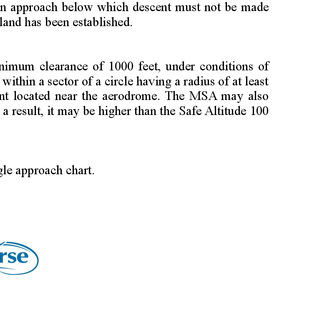 n approach below which descent must not be made
land has been established.
nimum clearance of 1000 feet, under conditions of
within a sector of a circle having a radius of at least
nt located near the aerodrome. The MSA may also
a result, it may be higher than the Safe Altitude 100
gle approach chart.
rse